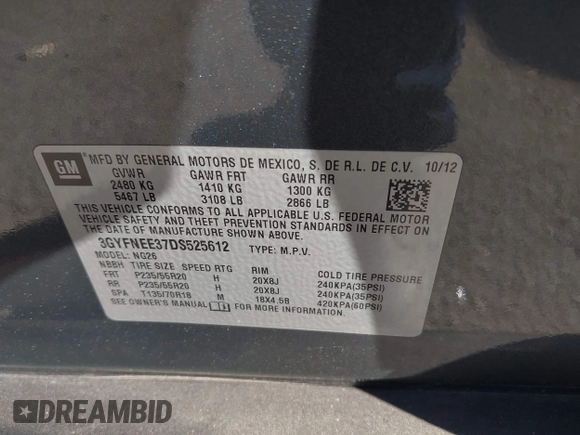 GM
MFD BY GENERAL MOTORS DE MEXICO, S. DE R.L. DE C.V. 10/12
GVWR GAWR FRT GAWR RR
2480 KG 1410 KG 1300 KG
5467 LB 3108 LB 2866 LB
THIS VEHICLE CONFORMS TO ALL APPLICABLE U.S. FEDERAL MOTOR
VEHICLE SAFETY AND THEFT PREVENTION STANDARDS IN EFFECT ON
THE DATE OF MANUFACTURE SHOWN ABOVE.
3GYFNEE37DS525612 TYPE: M.P.V.
MODEL: NQ26
NBBH TIRE SIZE SPEED RTG RIM COLD TIRE PRESSURE
FRT P235/55R20 H 20X8J 240KPA(35PSI)
RR P235/55R20 H 20X8J 240KPA(35PSI)
SPA T135/70R18 M 18X4.5B 420KPA(60PSI)
SEE OWNER'S MANUAL FOR MORE INFORMATION.
DREAMBID